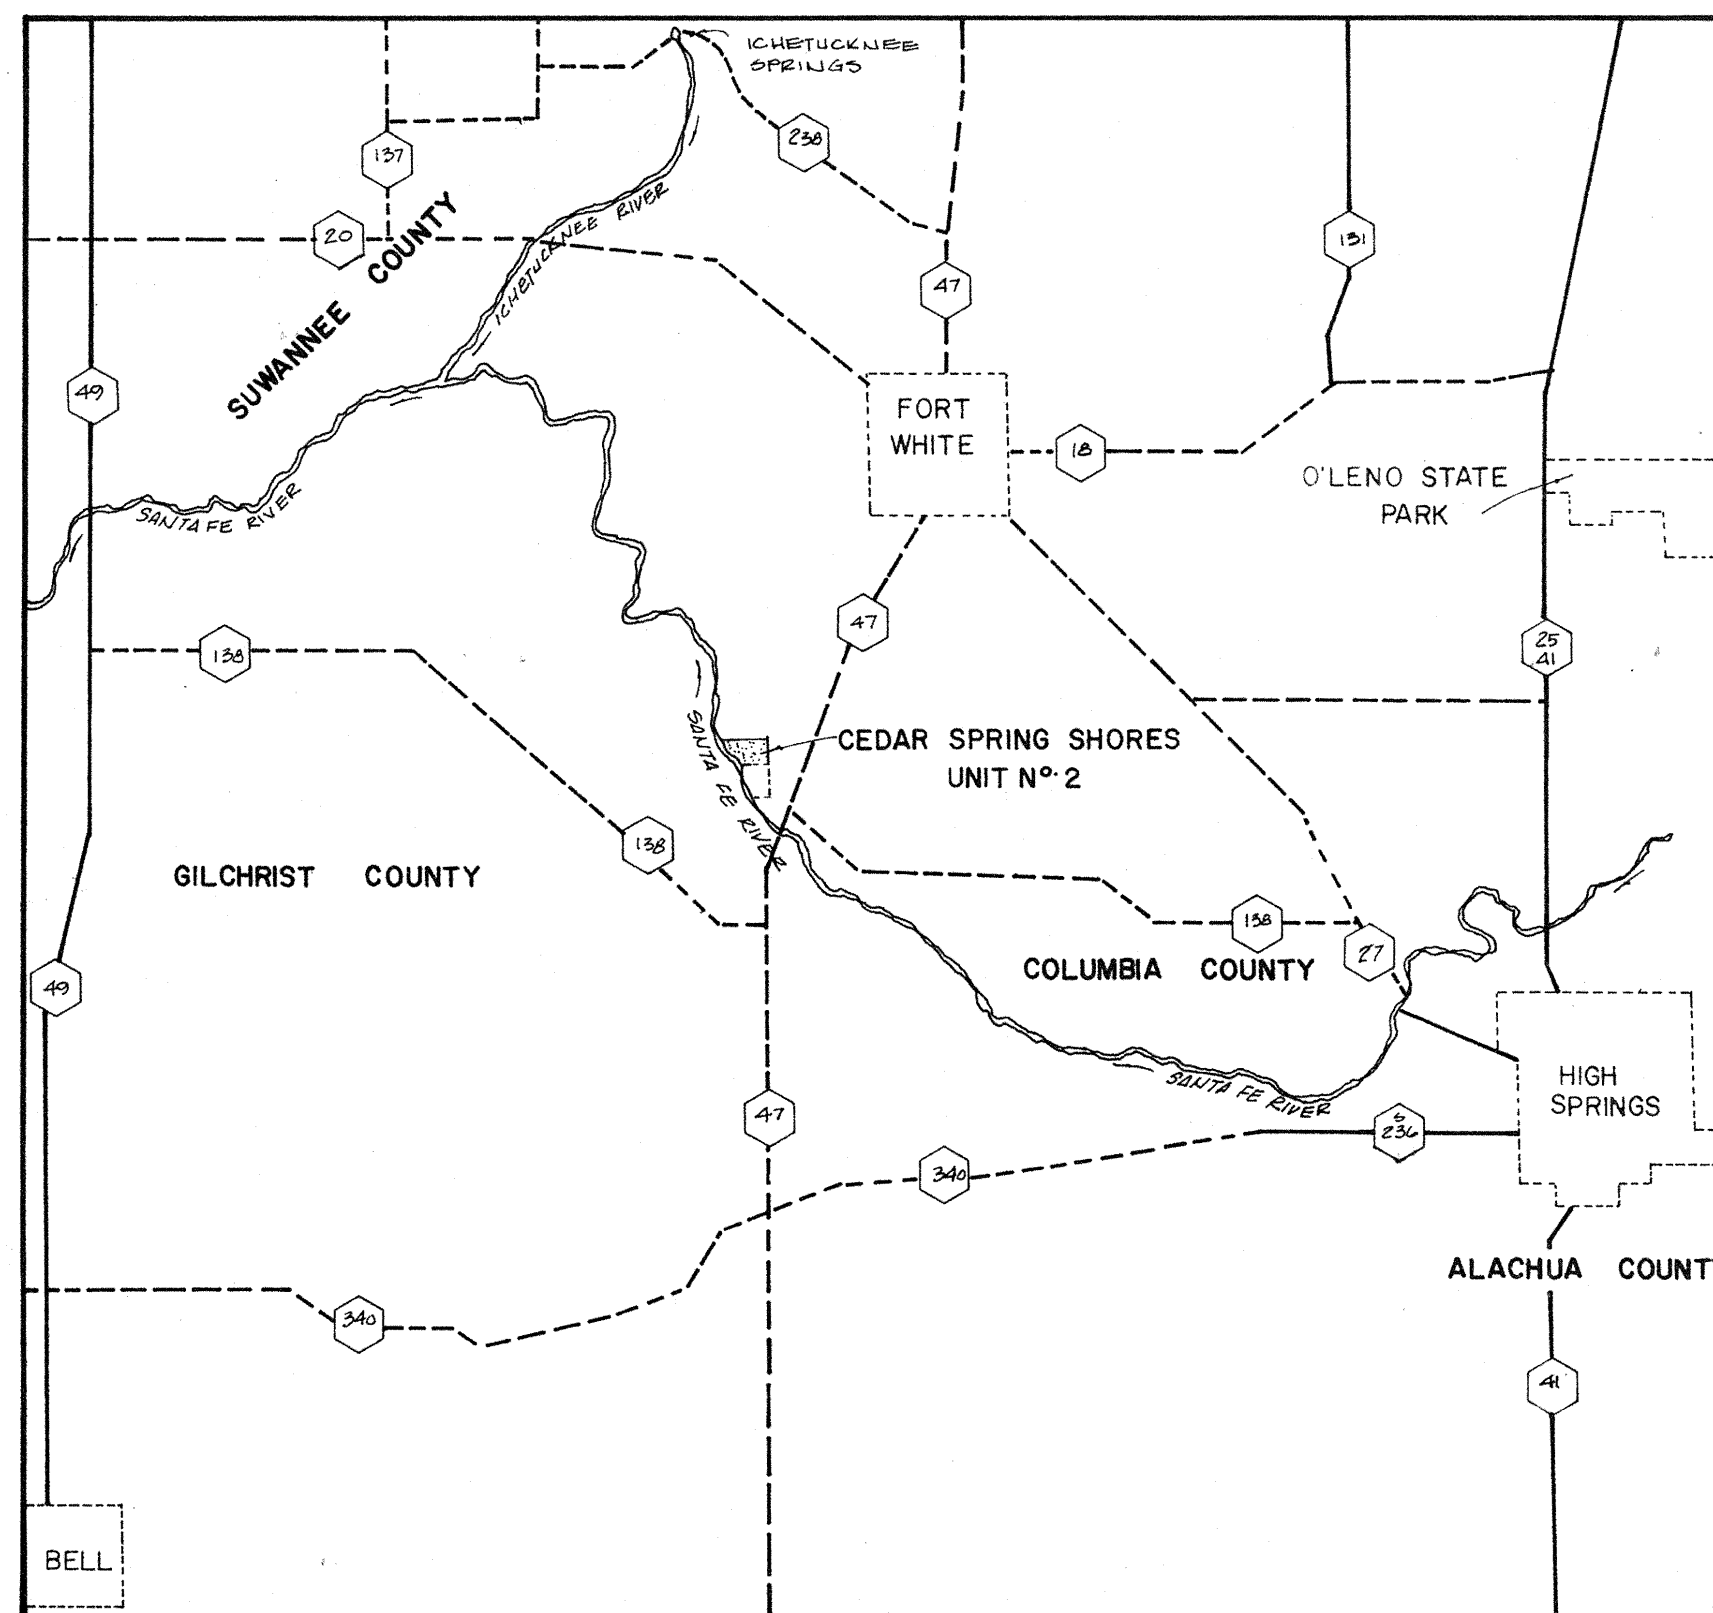 ICHETUCKNEE
SPRINGS
137
238
20
SUWANNEE COUNTY
ICHETUCKNEE RIVER
131
47
49
FORT
WHITE
18
O'LENO STATE
PARK
SANTA FE RIVER
47
25
41
138
SANTA FE RIVER
CEDAR SPRING SHORES
UNIT Nº 2
138
GILCHRIST COUNTY
138
27
COLUMBIA COUNTY
49
HIGH
SPRINGS
SANTA FE RIVER
47
S
236
340
ALACHUA COUNT
340
41
BELL